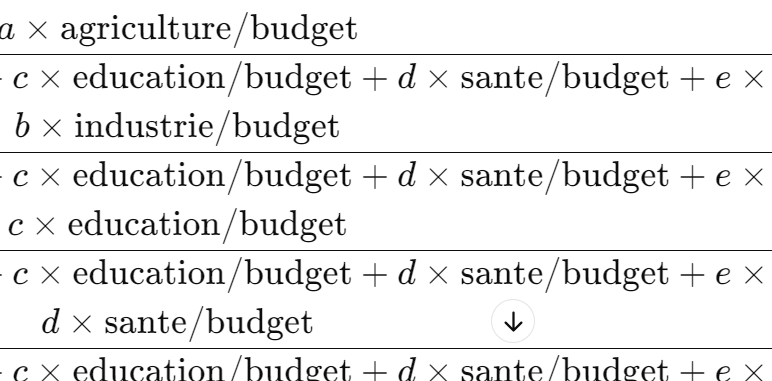 a × agriculture/budget
c × education/budget + d × sante/budget + e ×
b × industrie/budget
c × education/budget + d × sante/budget + e ×
c × education/budget
c × education/budget + d × sante/budget + e ×
d × sante/budget
c × education/budget + d × sante/budget + e ×